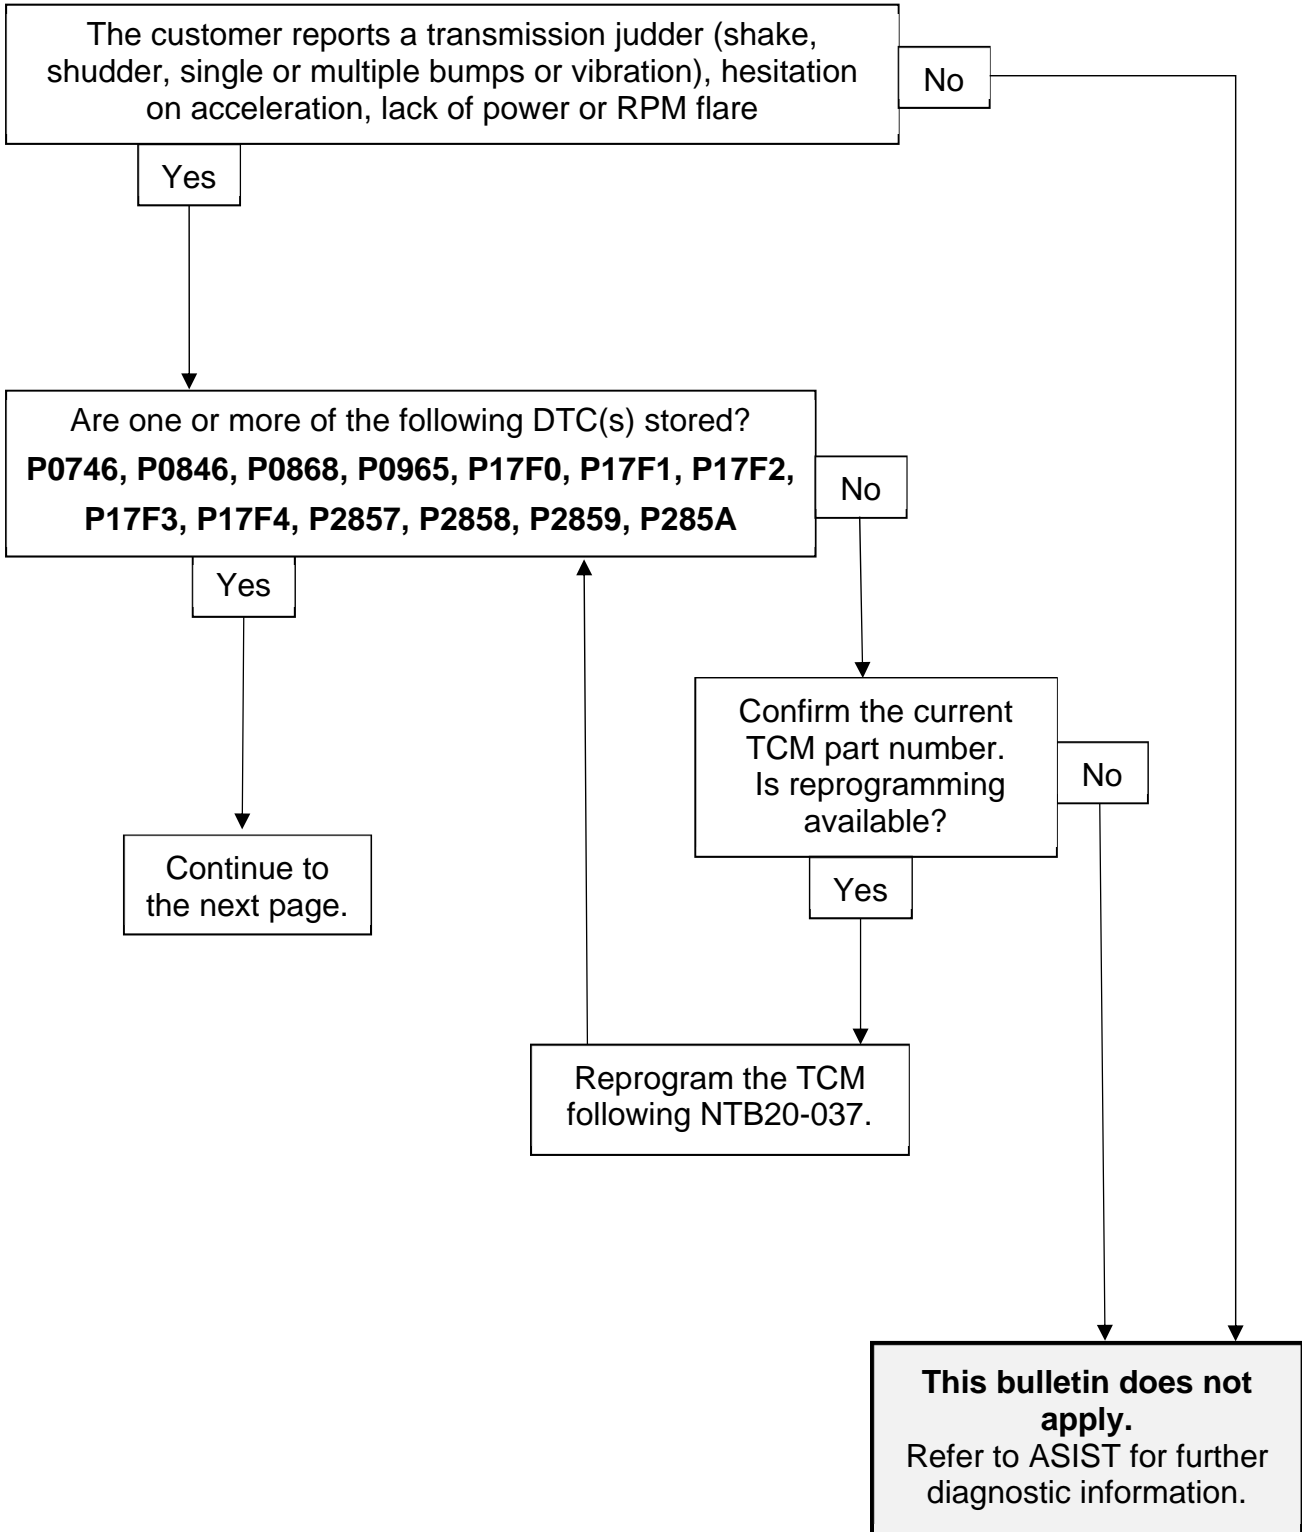 The customer reports a transmission judder (shake,
shudder, single or multiple bumps or vibration), hesitation
on acceleration, lack of power or RPM flare
No
Yes
Are one or more of the following DTC(s) stored?
P0746, P0846, P0868, P0965, P17F0, P17F1, P17F2,
P17F3, P17F4, P2857, P2858, P2859, P285A
No
Yes
Confirm the current
TCM part number.
Is reprogramming
available?
No
Yes
Continue to
the next page.
Reprogram the TCM
following NTB20-037.
This bulletin does not
apply.
Refer to ASIST for further
diagnostic information.